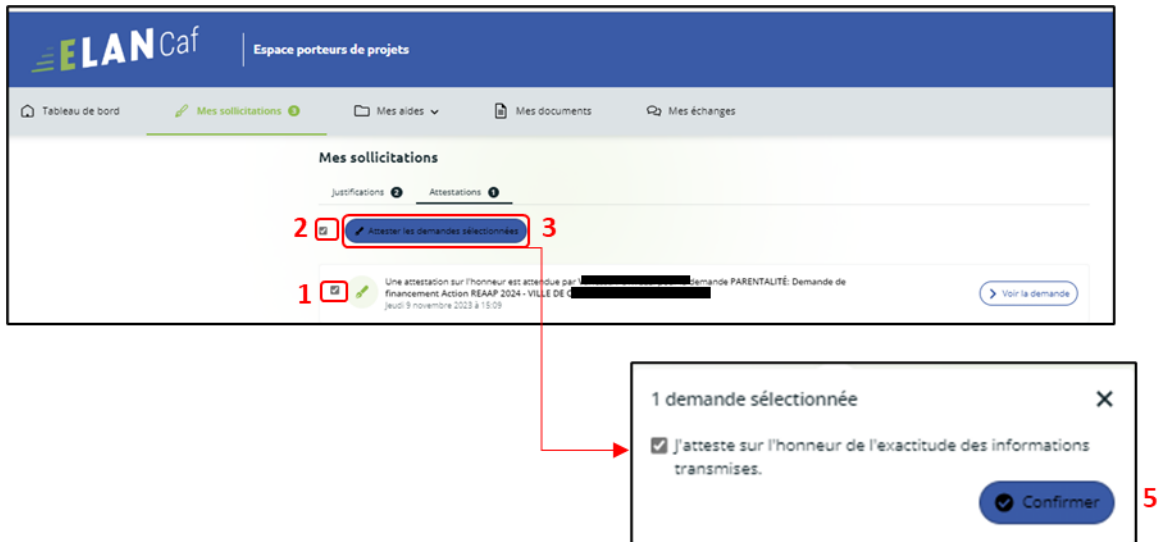 ELAN Caf
Espace porteurs de projets
Tableau de bord
Mes sollicitations 3
Mes aides
Mes documents
Mes échanges
Mes sollicitations
Justifications 2
Attestations 1
2
Attester les demandes sélectionnées
3
1
Une attestation sur l'honneur est attendue par demande PARENTALITÉ: Demande de
financement Action REAAP 2024 - VILLE DE
Jeudi 9 novembre 2023 à 15:09
Voir la demande
1 demande sélectionnée
J'atteste sur l'honneur de l'exactitude des informations
transmises.
Confirmer
5